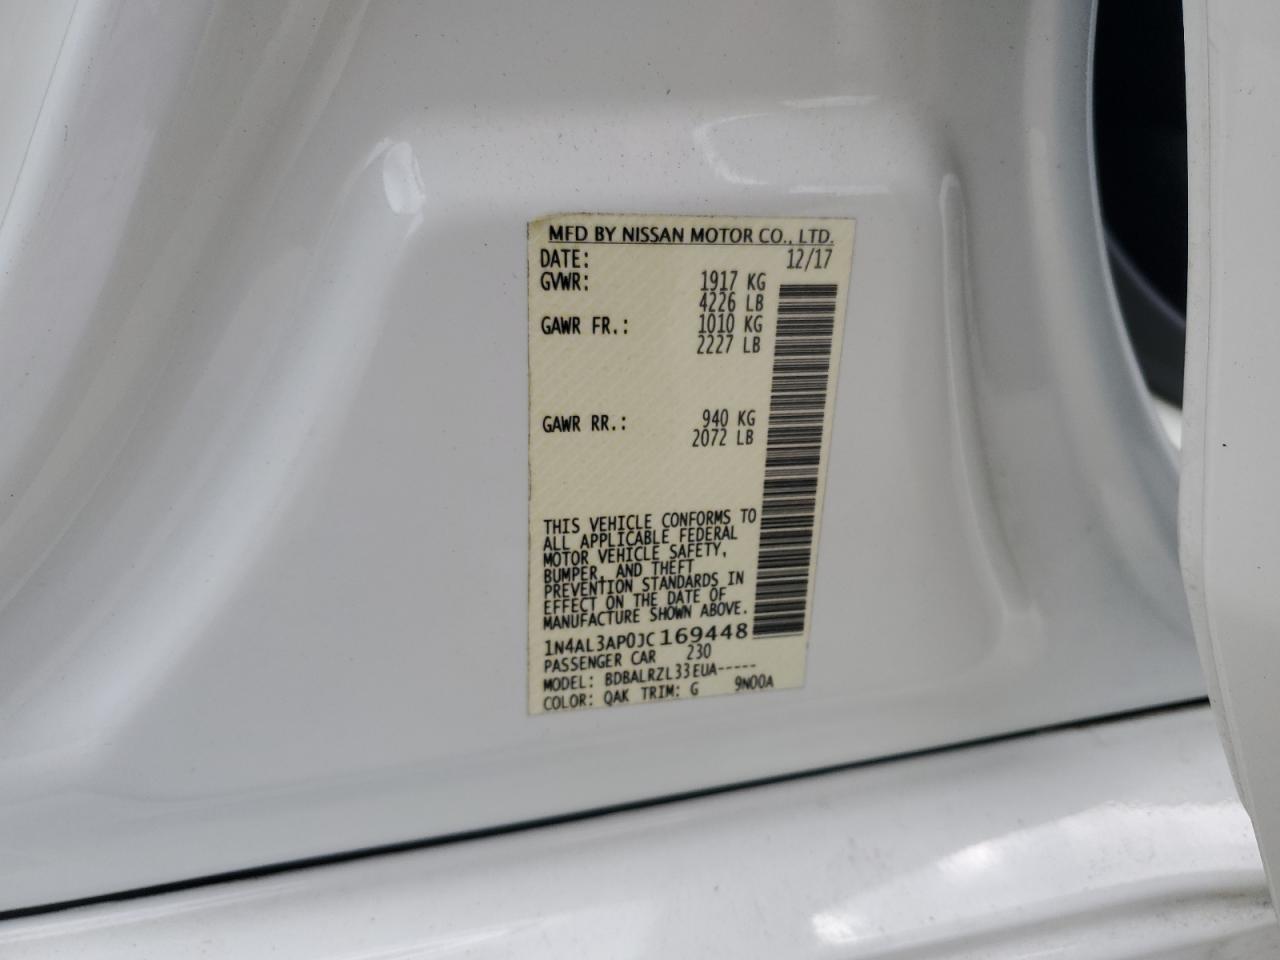 MFD BY NISSAN MOTOR CO., LTD.
DATE: 12/17
GVWR: 1917 KG
4226 LB
GAWR FR.: 1010 KG
2227 LB
GAWR RR.: 940 KG
2072 LB
THIS VEHICLE CONFORMS TO
ALL APPLICABLE FEDERAL
MOTOR VEHICLE SAFETY,
BUMPER, AND THEFT
PREVENTION STANDARDS IN
EFFECT ON THE DATE OF
MANUFACTURE SHOWN ABOVE.
1N4AL3AP0JC169448
PASSENGER CAR 230
MODEL: BDBALRZL33EUA-----
COLOR: QAK TRIM: G 9N00A